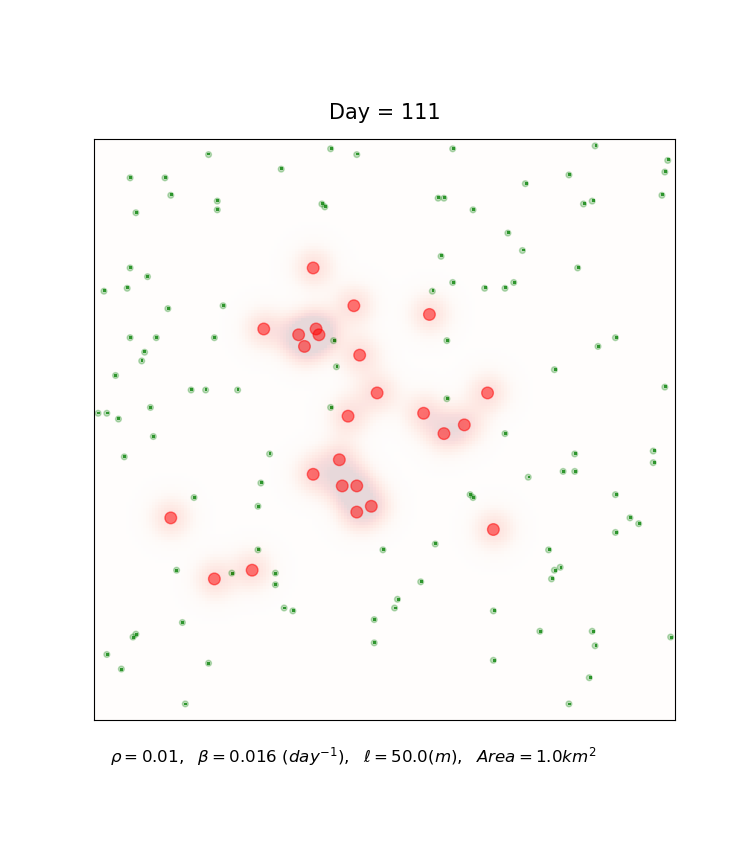 Day = 111
ρ = 0.01, β = 0.016 (day⁻¹), ℓ = 50.0(m), Area = 1.0km²